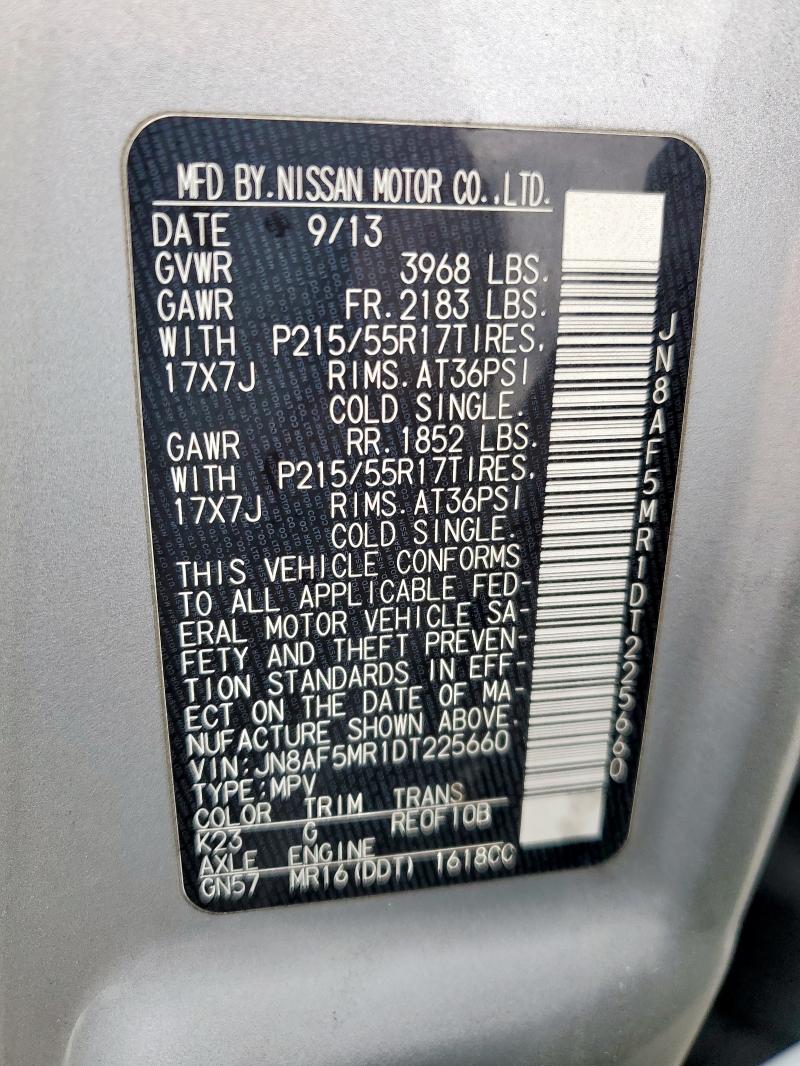 MFD BY.NISSAN MOTOR CO.,LTD.
DATE 9/13
GVWR 3968 LBS.
GAWR FR.2183 LBS.
WITH P215/55R17TIRES,
17X7J RIMS.AT36PSI
COLD SINGLE.
GAWR RR.1852 LBS.
WITH P215/55R17TIRES,
17X7J RIMS.AT36PSI
COLD SINGLE.
THIS VEHICLE CONFORMS
TO ALL APPLICABLE FED-
ERAL MOTOR VEHICLE SA-
FETY AND THEFT PREVEN-
TION STANDARDS IN EFF-
ECT ON THE DATE OF MA-
NUFACTURE SHOWN ABOVE.
VIN:JN8AF5MR1DT225660
TYPE:MPV
COLOR TRIM TRANS
K23 G RE0F10B
AXLE ENGINE
GN57 MR16(DDT) 1618CC
JN8AF5MR1DT225660